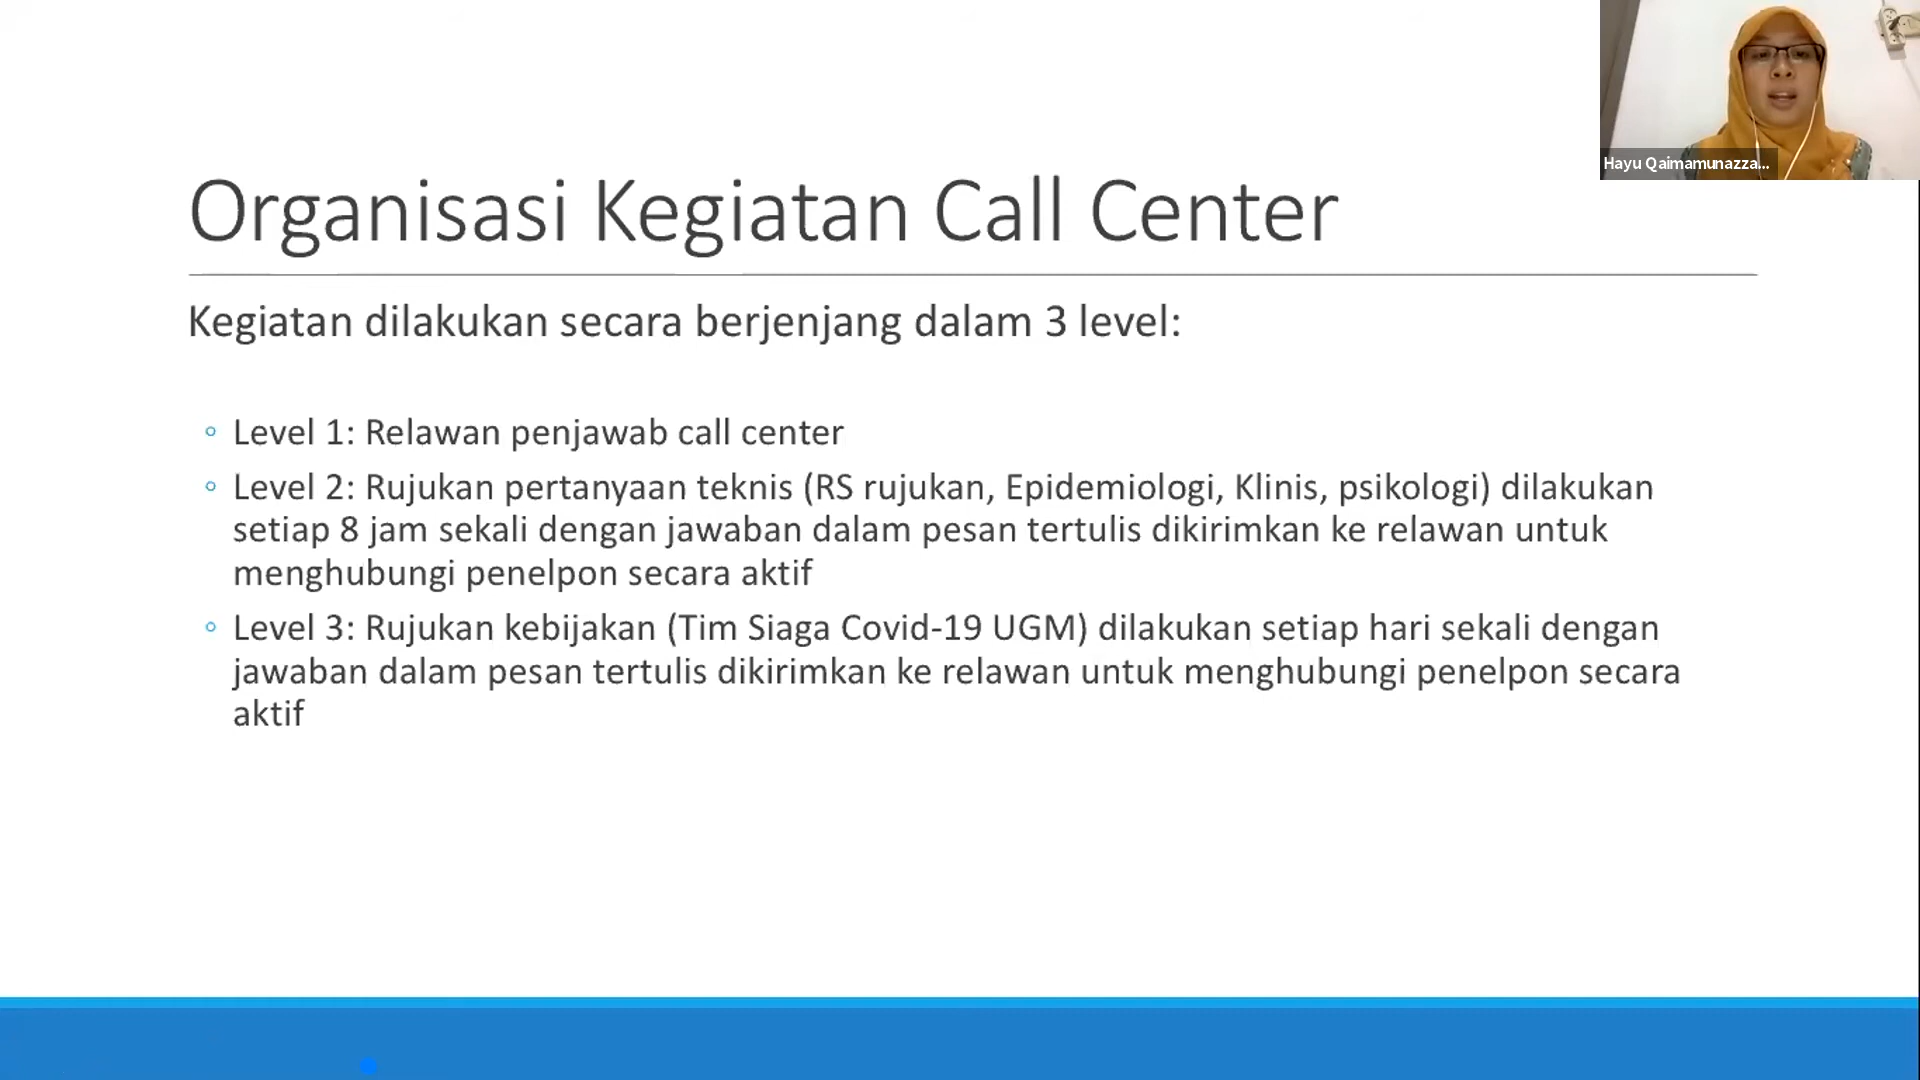 Hayu Qaimamunazza...
Organisasi Kegiatan Call Center
Kegiatan dilakukan secara berjenjang dalam 3 level:
Level 1: Relawan penjawab call center
Level 2: Rujukan pertanyaan teknis (RS rujukan, Epidemiologi, Klinis, psikologi) dilakukan
setiap 8 jam sekali dengan jawaban dalam pesan tertulis dikirimkan ke relawan untuk
menghubungi penelpon secara aktif
Level 3: Rujukan kebijakan (Tim Siaga Covid-19 UGM) dilakukan setiap hari sekali dengan
jawaban dalam pesan tertulis dikirimkan ke relawan untuk menghubungi penelpon secara
aktif